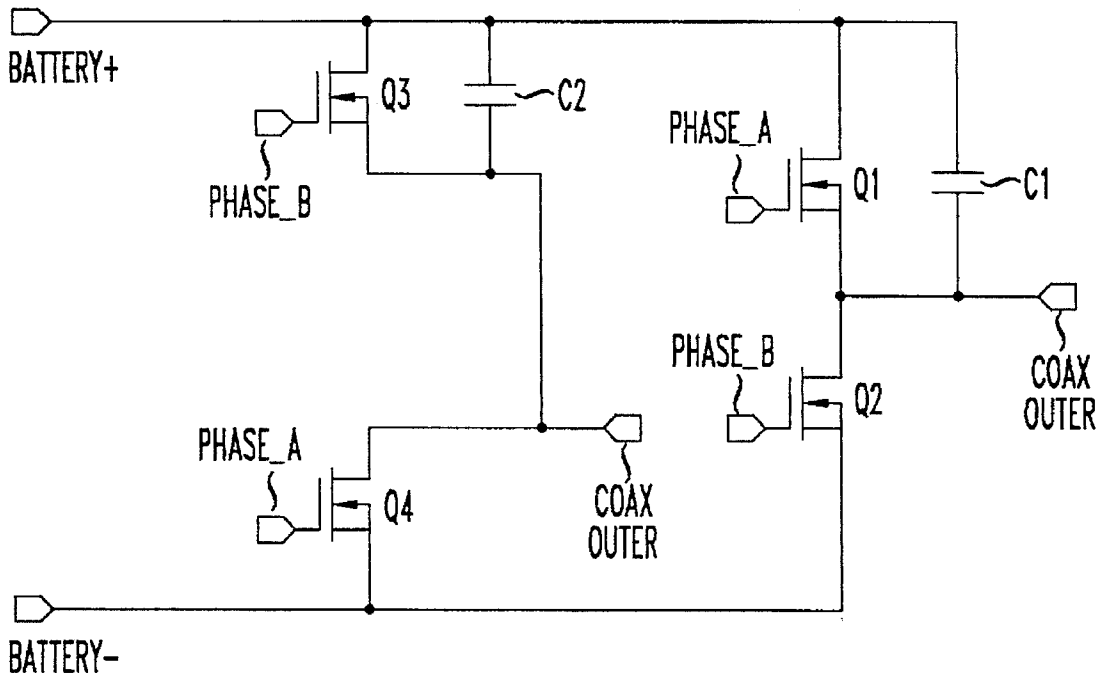 BATTERY+
Q3
C2
PHASE_B
PHASE_A
Q1
C1
PHASE_B
Q2
COAX
OUTER
PHASE_A
Q4
COAX
OUTER
BATTERY-